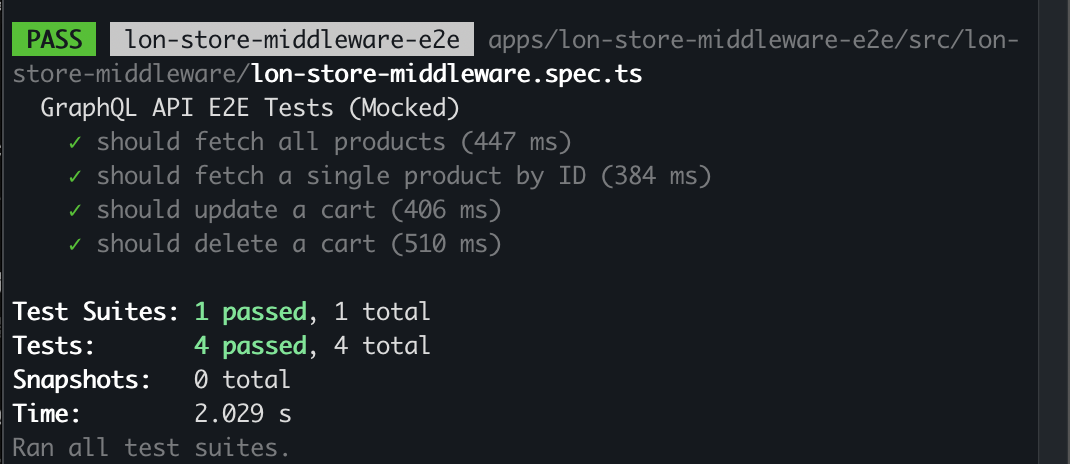 PASS lon-store-middleware-e2e apps/lon-store-middleware-e2e/src/lon-
store-middleware/lon-store-middleware.spec.ts
GraphQL API E2E Tests (Mocked)
✓ should fetch all products (447 ms)
✓ should fetch a single product by ID (384 ms)
✓ should update a cart (406 ms)
✓ should delete a cart (510 ms)
Test Suites: 1 passed, 1 total
Tests: 4 passed, 4 total
Snapshots: 0 total
Time: 2.029 s
Ran all test suites.